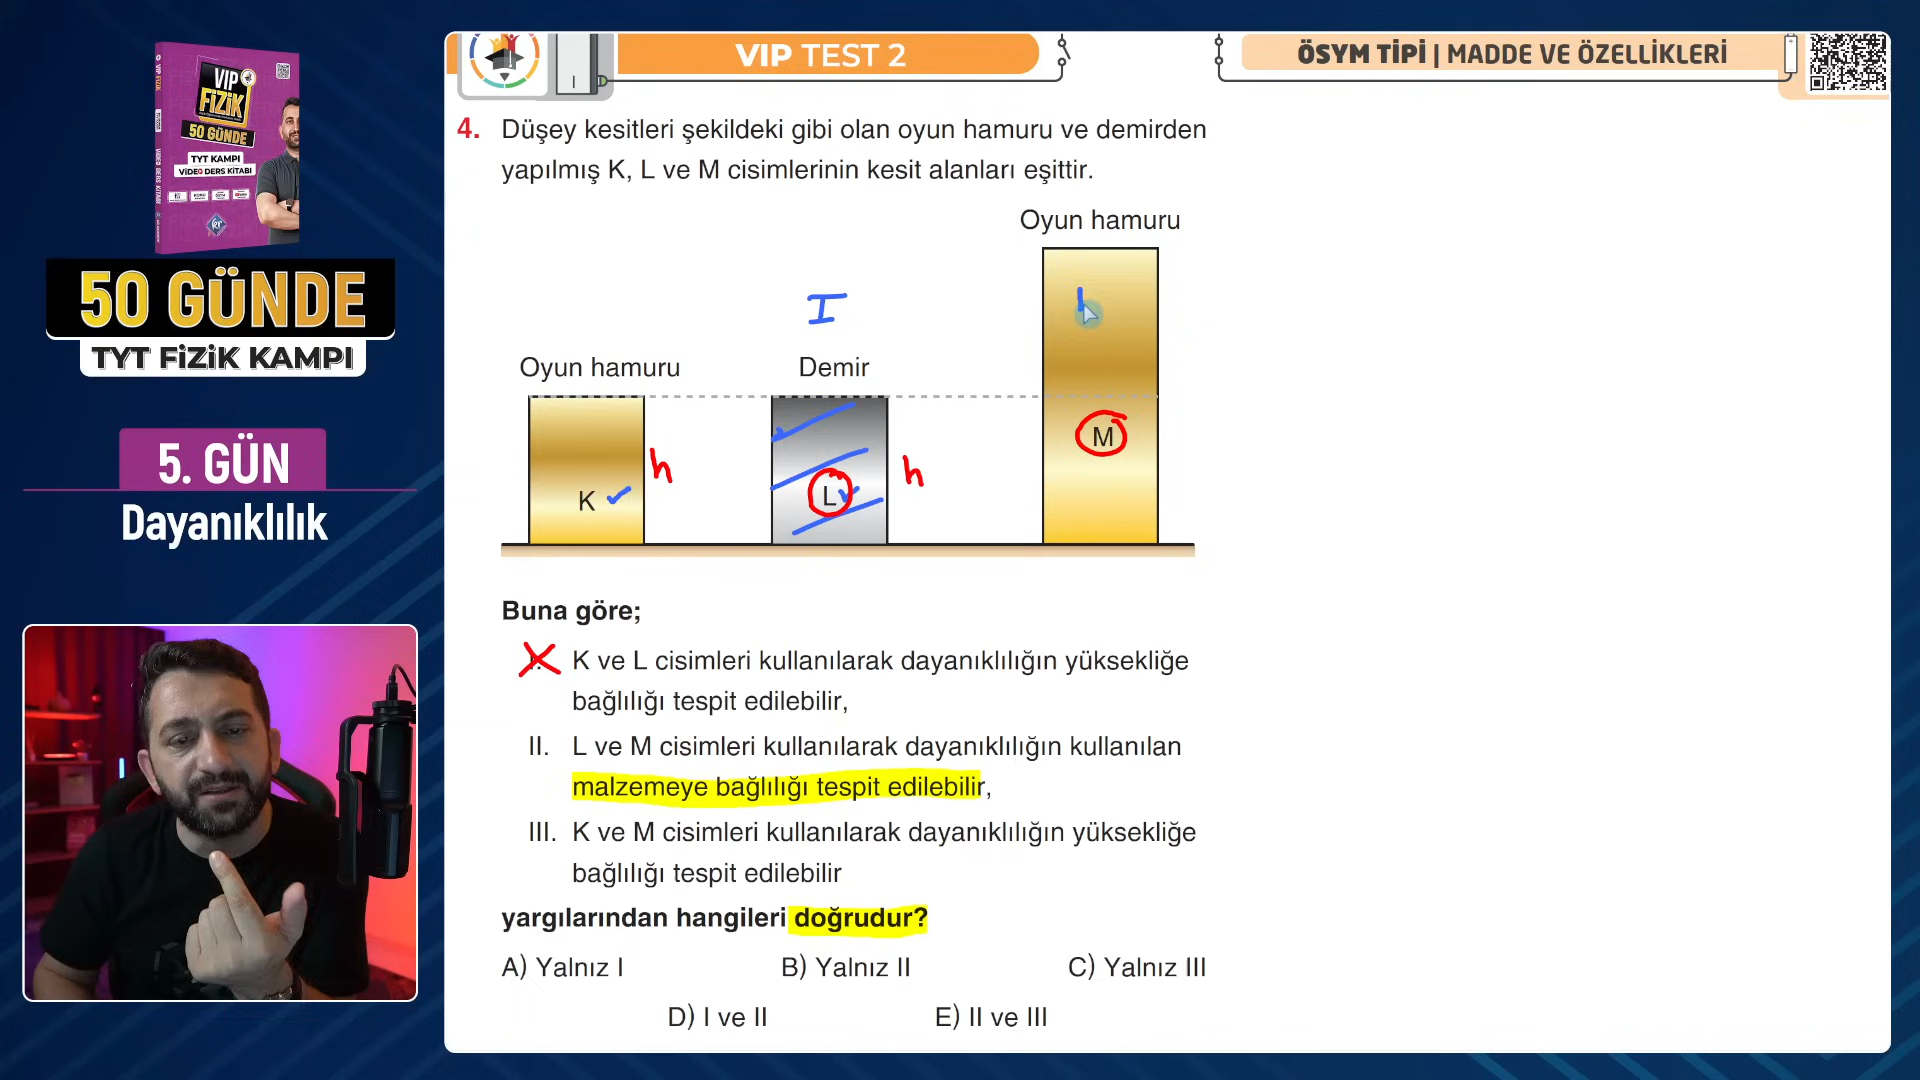 VIP
FİZİK
50 GÜNDE
TYT KAMPI
VİDEO DERS KİTABI
50 GÜNDE
TYT FİZİK KAMPI
5. GÜN
Dayanıklılık
VIP TEST 2
ÖSYM TİPİ | MADDE VE ÖZELLİKLERİ
4. Düşey kesitleri şekildeki gibi olan oyun hamuru ve demirden
yapılmış K, L ve M cisimlerinin kesit alanları eşittir.
Oyun hamuru
I
Oyun hamuru
Demir
K
h
L
h
M
Buna göre;
I. K ve L cisimleri kullanılarak dayanıklılığın yüksekliğe
bağlılığı tespit edilebilir,
II. L ve M cisimleri kullanılarak dayanıklılığın kullanılan
malzemeye bağlılığı tespit edilebilir,
III. K ve M cisimleri kullanılarak dayanıklılığın yüksekliğe
bağlılığı tespit edilebilir
yargılarından hangileri doğrudur?
A) Yalnız I
B) Yalnız II
C) Yalnız III
D) I ve II
E) II ve III